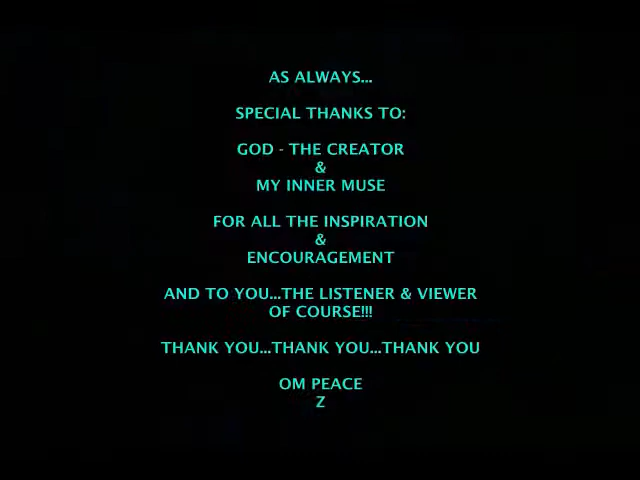 AS ALWAYS...
SPECIAL THANKS TO:
GOD - THE CREATOR
&
MY INNER MUSE
FOR ALL THE INSPIRATION
&
ENCOURAGEMENT
AND TO YOU...THE LISTENER & VIEWER
OF COURSE!!!
THANK YOU...THANK YOU...THANK YOU
OM PEACE
Z